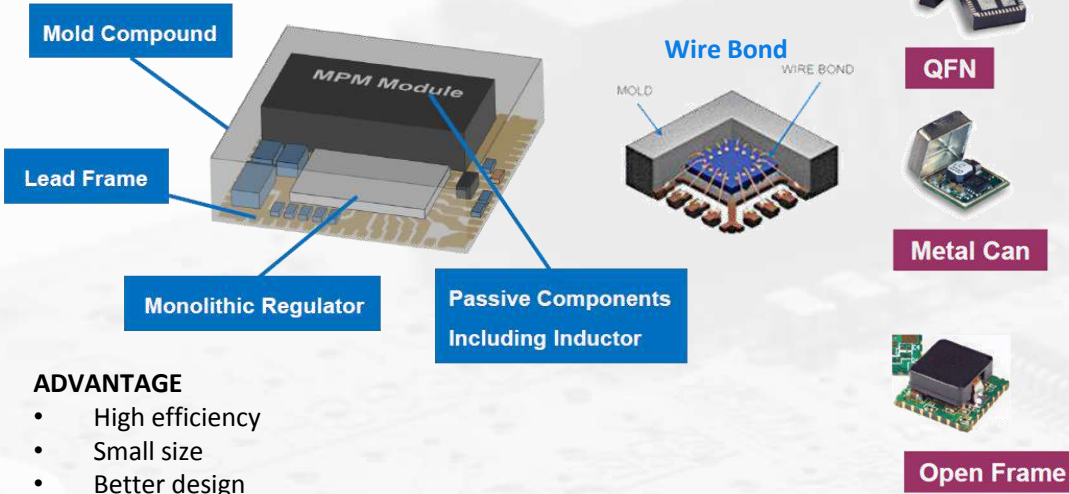 Mold Compound
MPM Module
Lead Frame
Monolithic Regulator
Passive Components
Including Inductor
Wire Bond
WIRE BOND
MOLD
QFN
Metal Can
Open Frame
ADVANTAGE
• High efficiency
• Small size
• Better design